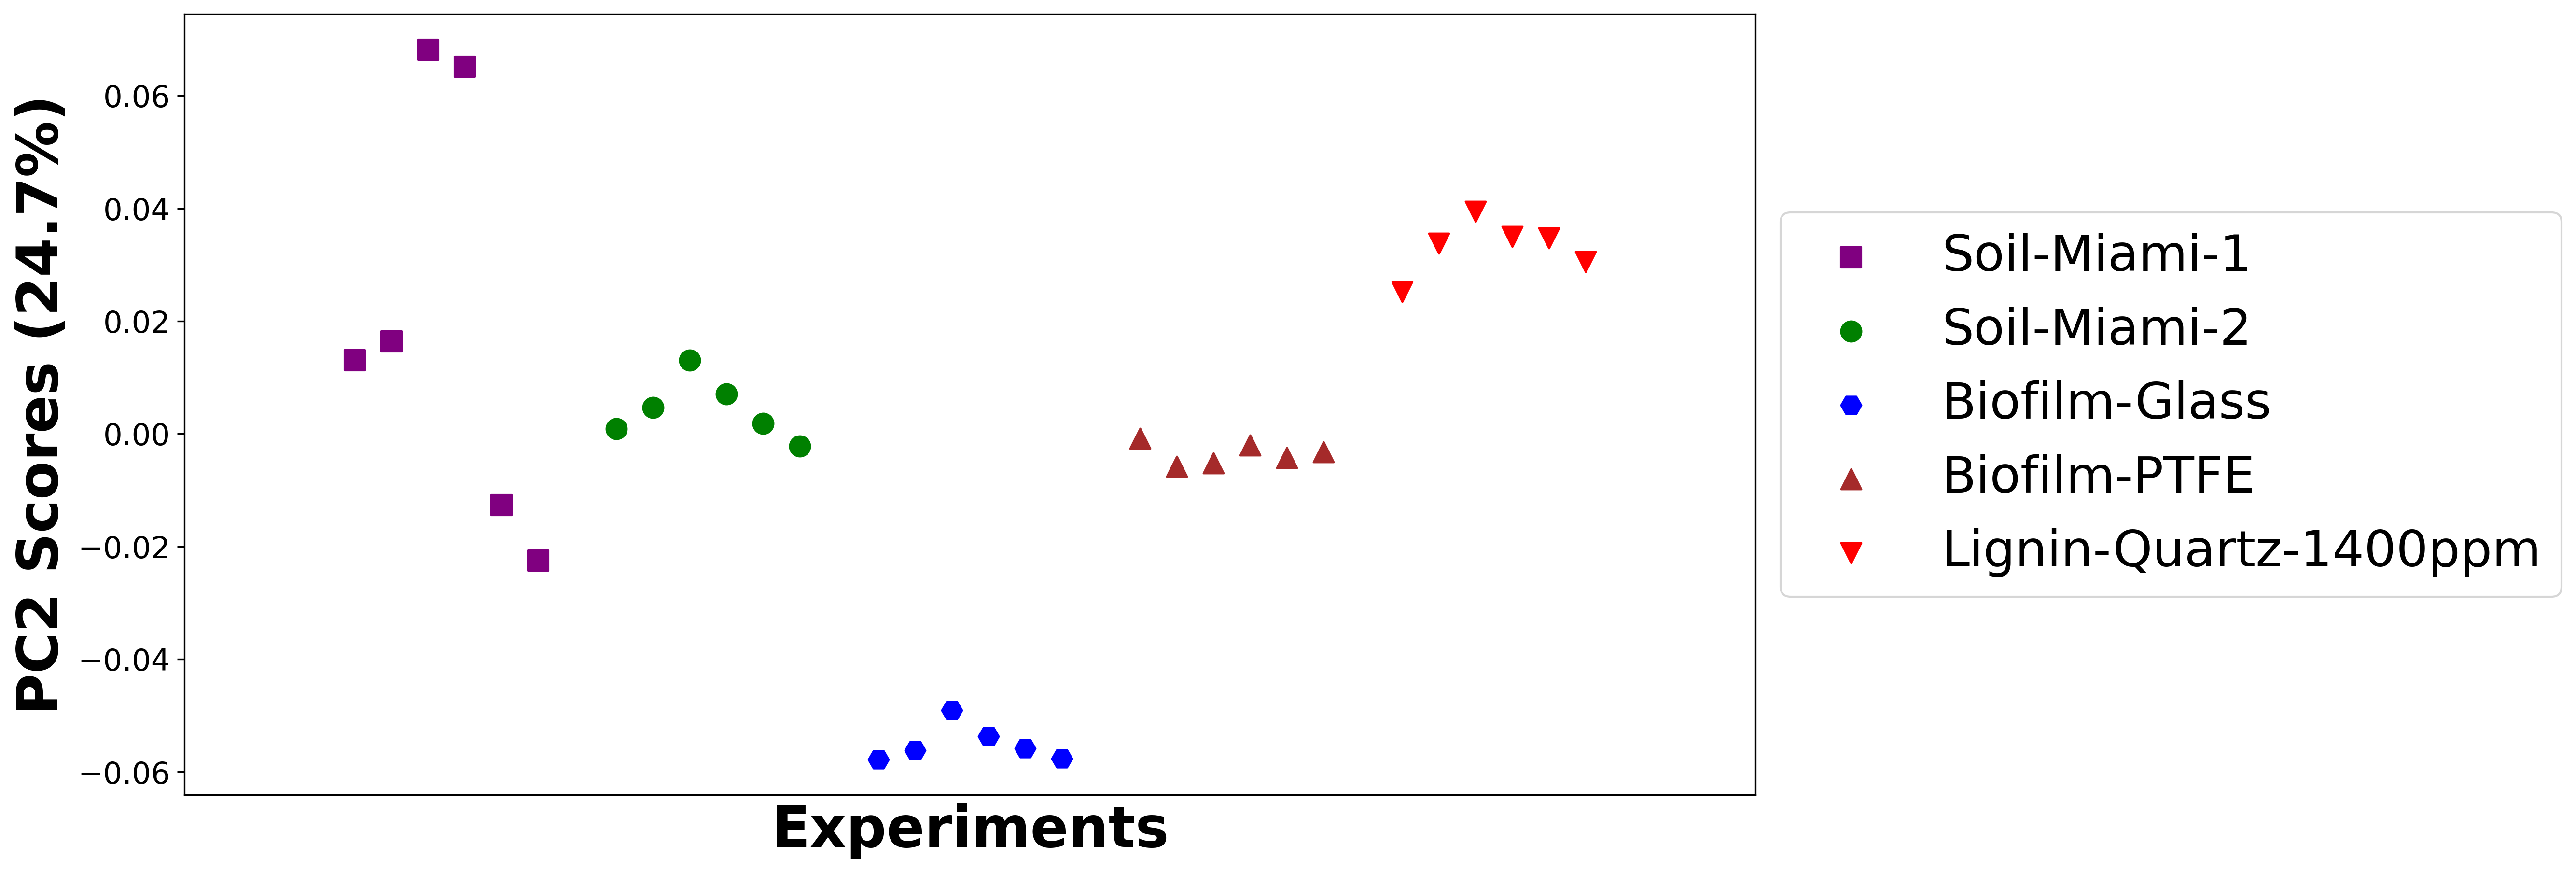 PC2 Scores (24.7%)
0.06
0.04
0.02
0.00
−0.02
−0.04
−0.06
Experiments
Soil-Miami-1
Soil-Miami-2
Biofilm-Glass
Biofilm-PTFE
Lignin-Quartz-1400ppm